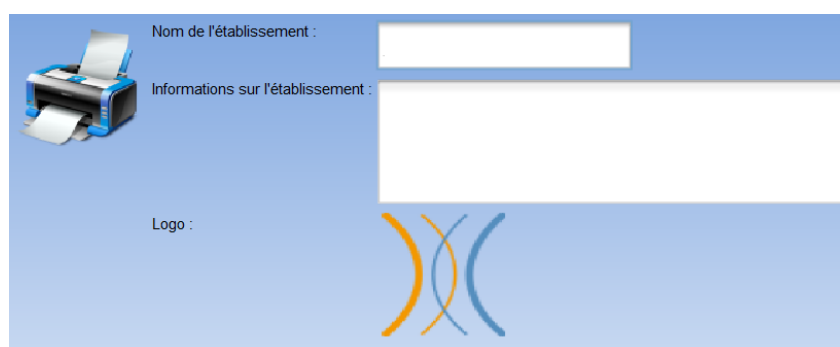 Nom de l'établissement :
Informations sur l'établissement :
Logo :